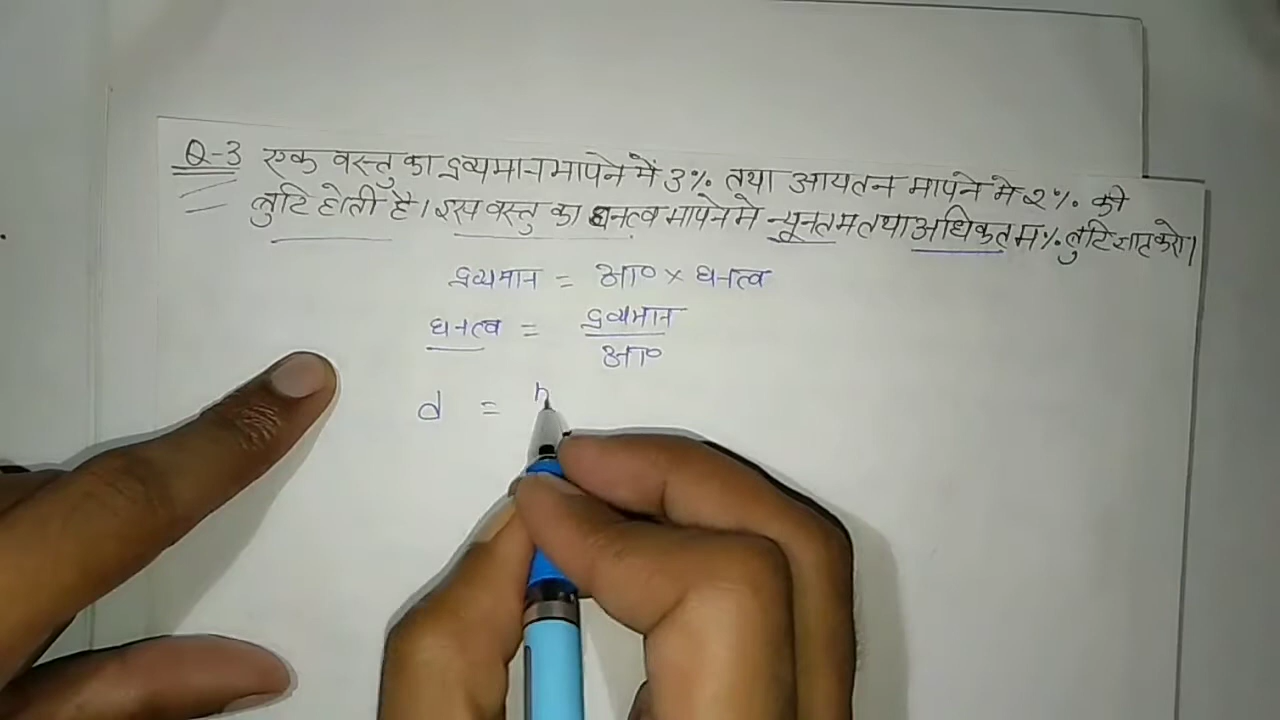 Q-3 एक वस्तु का द्रव्यमान मापने में 3% तथा आयतन मापने मे २% की
त्रुटि होती है। इस वस्तु का घनत्व मापने मे न्यूनतम तथा अधिकतम % त्रुटि ज्ञात करो।
द्रव्यमान = आ० × घनत्व
घनत्व = द्रव्यमान
आ०
d =